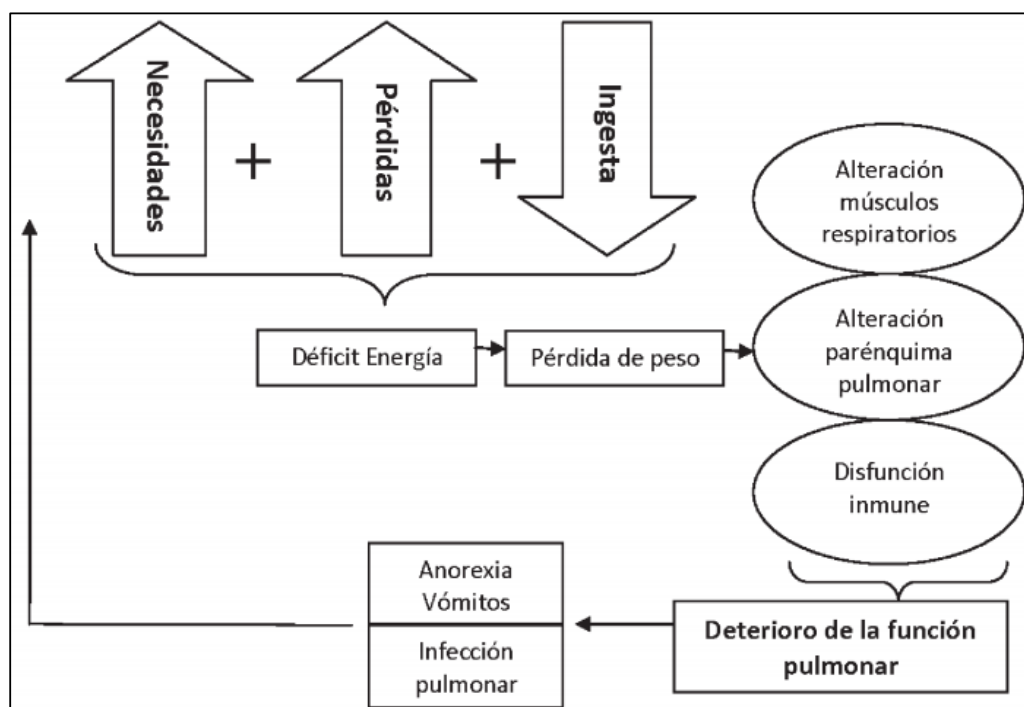 Necesidades
+
Pérdidas
+
Ingesta
Alteración
músculos
respiratorios
Déficit Energía
Pérdida de peso
Alteración
parénquima
pulmonar
Disfunción
inmune
Anorexia
Vómitos
Infección
pulmonar
Deterioro de la función
pulmonar